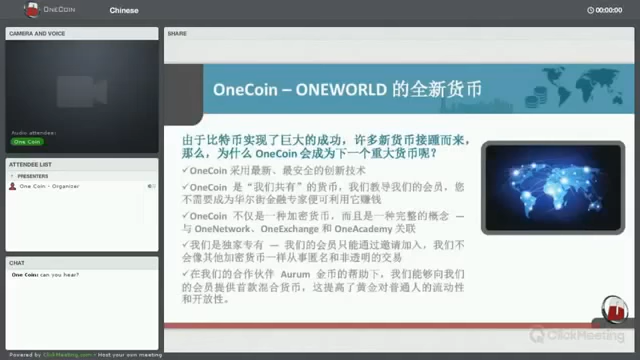 ONECOIN
Chinese
00:00:00
CAMERA AND VOICE
Audio attendee:
One Coin
ATTENDEE LIST
PRESENTERS
One Coin - Organizer
CHAT
One Coin: can you hear?
Powered by ClickMeeting.com - Host your own meeting
SHARE
OneCoin – ONEWORLD 的全新货币
由于比特币实现了巨大的成功，许多新货币接踵而来，
那么，为什么 OneCoin 会成为下一个重大货币呢？
✓OneCoin 采用最新、最安全的创新技术
✓OneCoin 是“我们共有”的货币，我们教导我们的会员，您
不需要成为华尔街金融专家便可利用它赚钱
✓OneCoin 不仅是一种加密货币，而且是一种完整的概念 —
与 OneNetwork、OneExchange 和 OneAcademy 关联
✓我们是独家专有 — 我们的会员只能通过邀请加入，我们不
会像其他加密货币一样从事匿名和非透明的交易
✓在我们的合作伙伴 Aurum 金币的帮助下，我们能够向我们
的会员提供首款混合货币，这提高了黄金对普通人的流动性
和开放性。
ClickMeeting